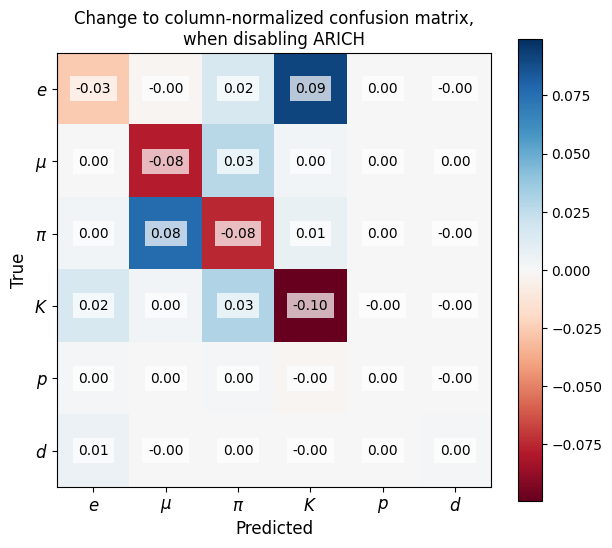 Change to column-normalized confusion matrix,
when disabling ARICH
e -0.03 -0.00 0.02 0.09 0.00 -0.00
μ 0.00 -0.08 0.03 0.00 0.00 0.00
π 0.00 0.08 -0.08 0.01 0.00 -0.00
K 0.02 0.00 0.03 -0.10 -0.00 -0.00
p 0.00 0.00 0.00 -0.00 0.00 -0.00
d 0.01 -0.00 0.00 -0.00 0.00 0.00
e μ π K p d
Predicted
True
0.075
0.050
0.025
0.000
−0.025
−0.050
−0.075